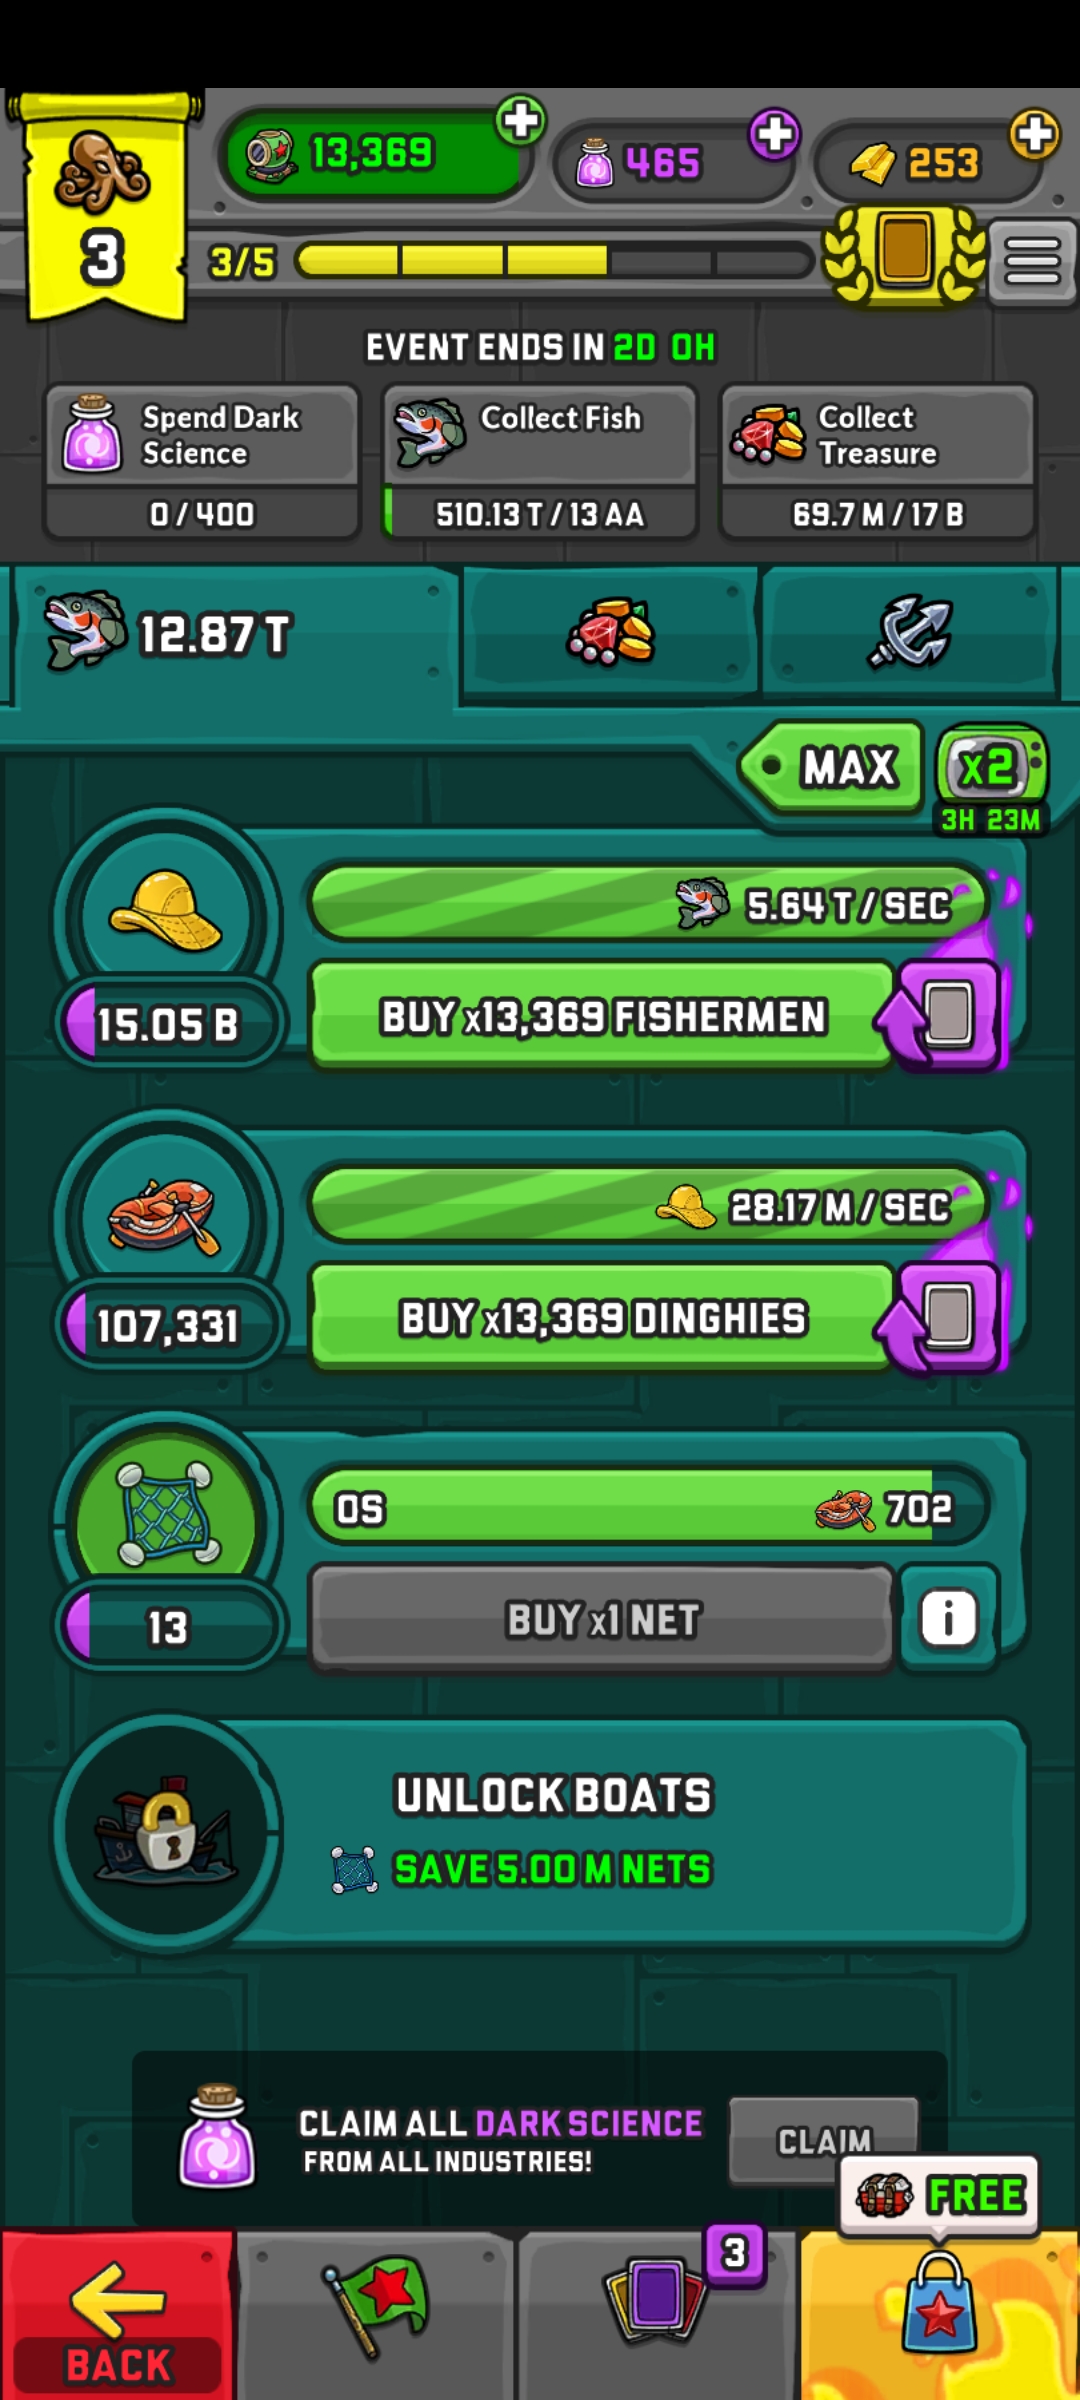 3
13,369
465
253
3/5
EVENT ENDS IN 2D 0H
Spend Dark
Science
0 / 400
Collect Fish
510.13 T / 13 AA
Collect
Treasure
69.7 M / 17 B
12.87 T
MAX
x2
3H 23M
5.64 T / SEC
15.05 B
BUY x13,369 FISHERMEN
28.17 M / SEC
107,331
BUY x13,369 DINGHIES
0S
702
13
BUY x1 NET
i
UNLOCK BOATS
SAVE 5.00 M NETS
CLAIM ALL DARK SCIENCE
FROM ALL INDUSTRIES!
CLAIM
FREE
3
BACK